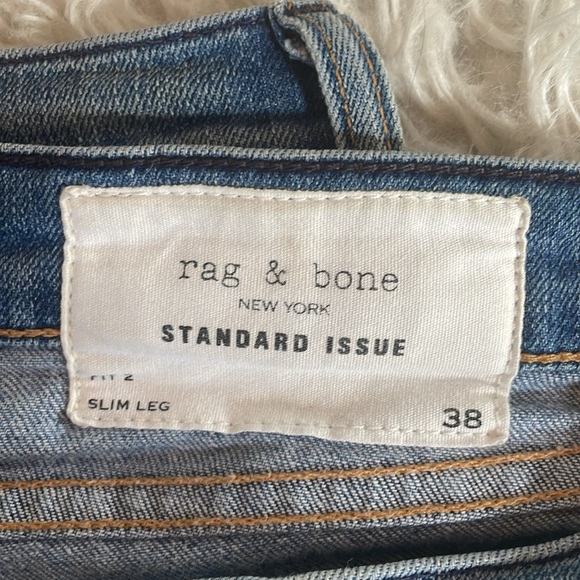 rag & bone
NEW YORK
STANDARD ISSUE
FIT 2
SLIM LEG
38